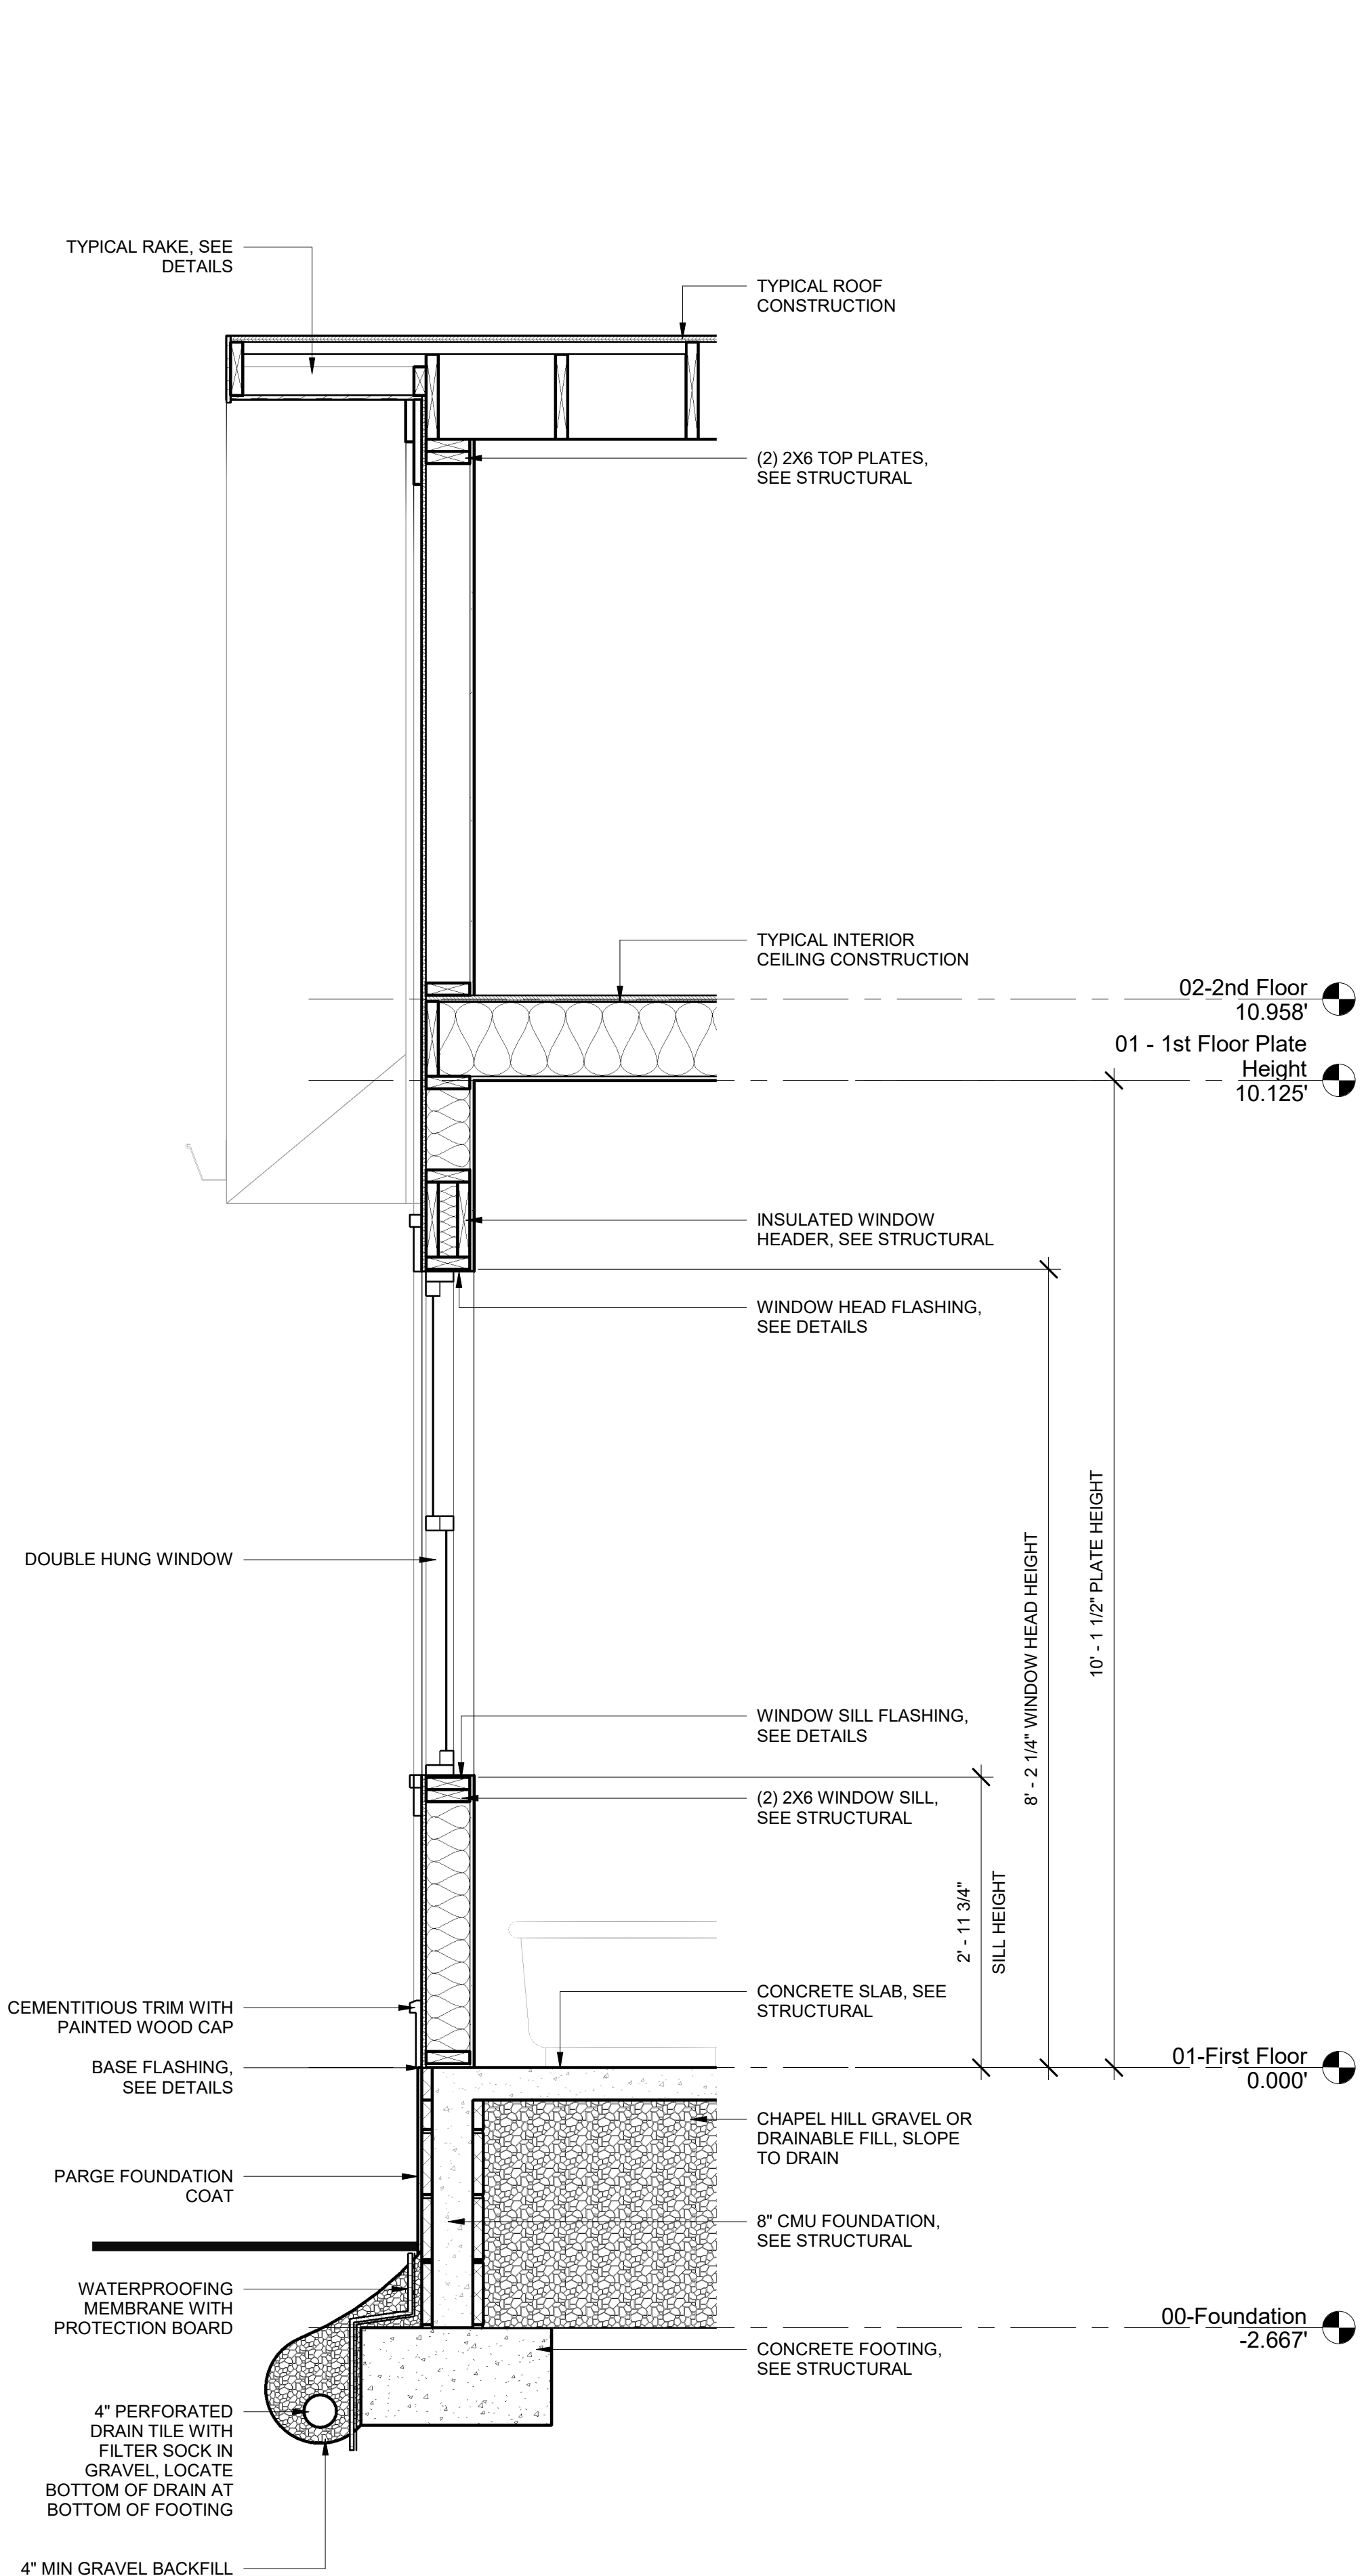 TYPICAL RAKE, SEE
DETAILS
TYPICAL ROOF
CONSTRUCTION
(2) 2X6 TOP PLATES,
SEE STRUCTURAL
TYPICAL INTERIOR
CEILING CONSTRUCTION
02-2nd Floor
10.958'
01 - 1st Floor Plate
Height
10.125'
INSULATED WINDOW
HEADER, SEE STRUCTURAL
WINDOW HEAD FLASHING,
SEE DETAILS
DOUBLE HUNG WINDOW
10' - 1 1/2" PLATE HEIGHT
8' - 2 1/4" WINDOW HEAD HEIGHT
WINDOW SILL FLASHING,
SEE DETAILS
(2) 2X6 WINDOW SILL,
SEE STRUCTURAL
2' - 11 3/4"
SILL HEIGHT
CONCRETE SLAB, SEE
STRUCTURAL
CEMENTITIOUS TRIM WITH
PAINTED WOOD CAP
BASE FLASHING,
SEE DETAILS
01-First Floor
0.000'
CHAPEL HILL GRAVEL OR
DRAINABLE FILL, SLOPE
TO DRAIN
PARGE FOUNDATION
COAT
8" CMU FOUNDATION,
SEE STRUCTURAL
WATERPROOFING
MEMBRANE WITH
PROTECTION BOARD
00-Foundation
-2.667'
CONCRETE FOOTING,
SEE STRUCTURAL
4" PERFORATED
DRAIN TILE WITH
FILTER SOCK IN
GRAVEL, LOCATE
BOTTOM OF DRAIN AT
BOTTOM OF FOOTING
4" MIN GRAVEL BACKFILL